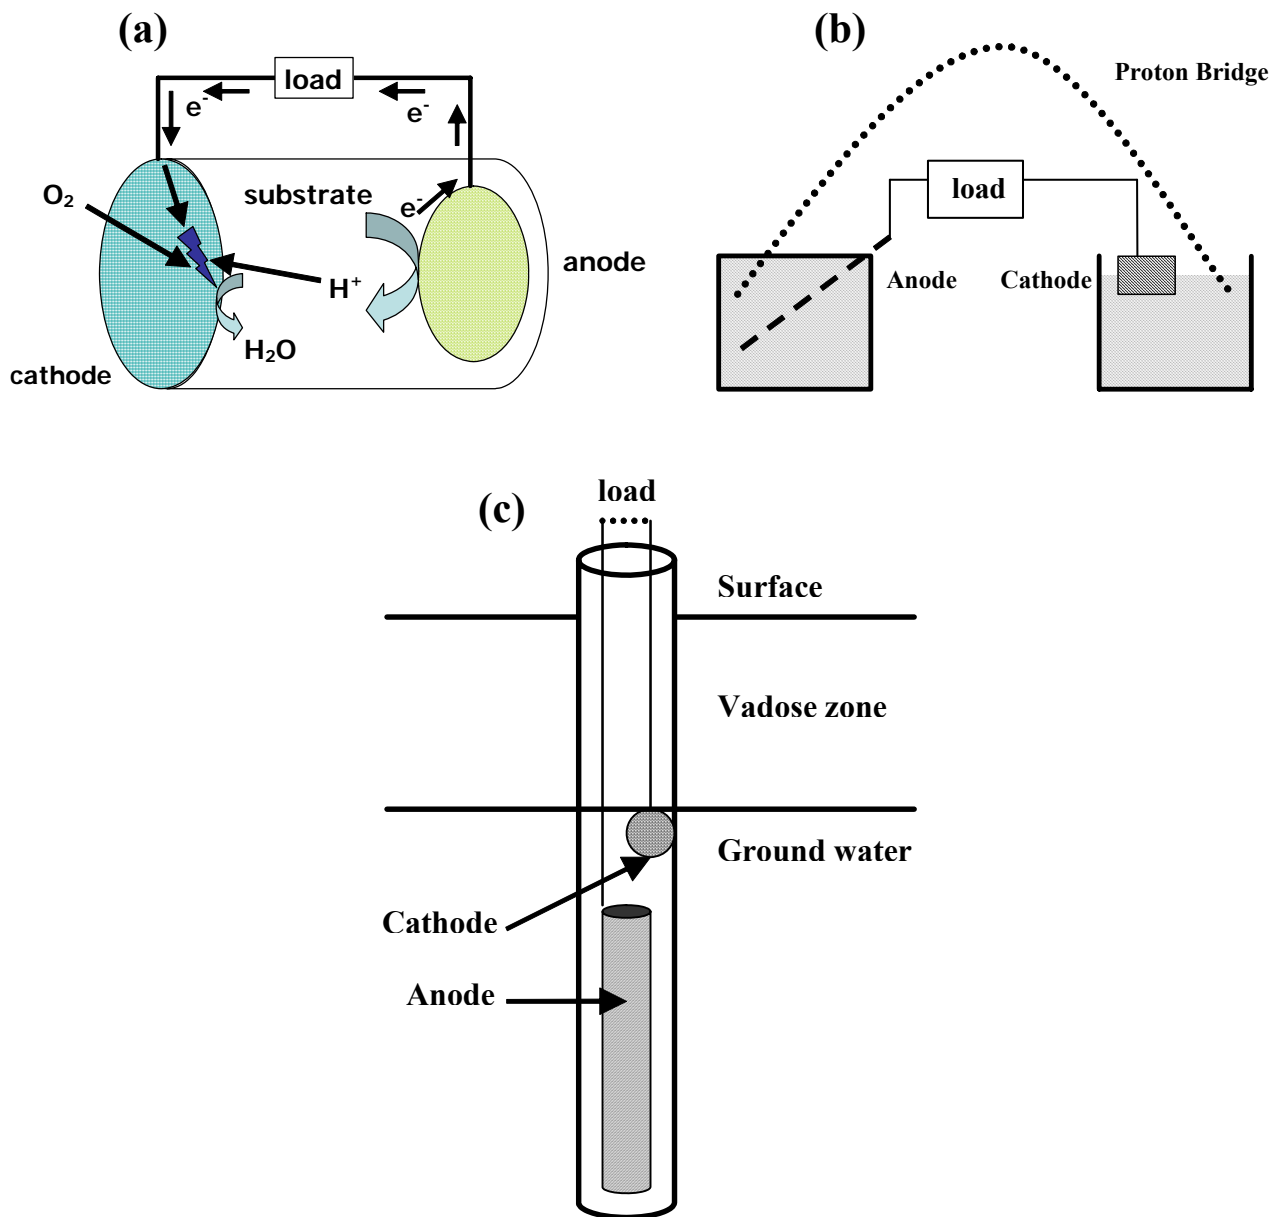 (a)
load
e-
e-
O₂
substrate
e-
anode
H⁺
H₂O
cathode
(b)
Proton Bridge
load
Anode
Cathode
(c)
load
Surface
Vadose zone
Ground water
Cathode
Anode